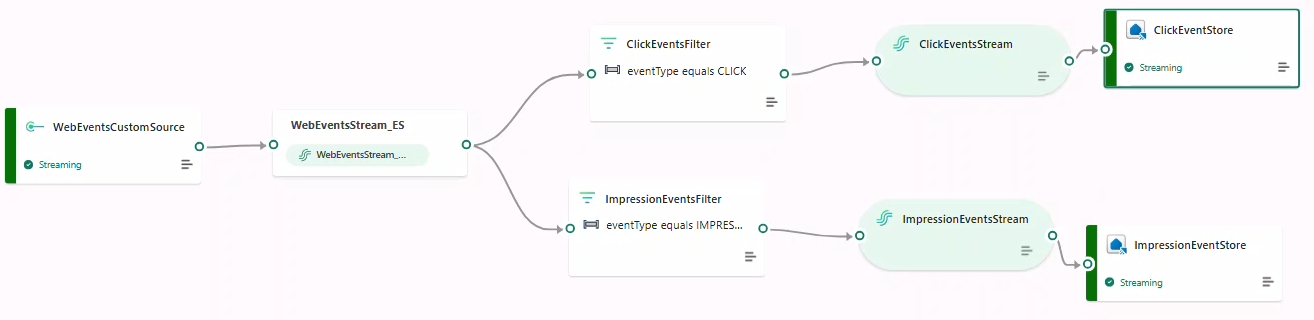 WebEventsCustomSource
Streaming
WebEventsStream_ES
WebEventsStream_...
ClickEventsFilter
eventType equals CLICK
ClickEventsStream
ClickEventStore
Streaming
ImpressionEventsFilter
eventType equals IMPRES...
ImpressionEventsStream
ImpressionEventStore
Streaming